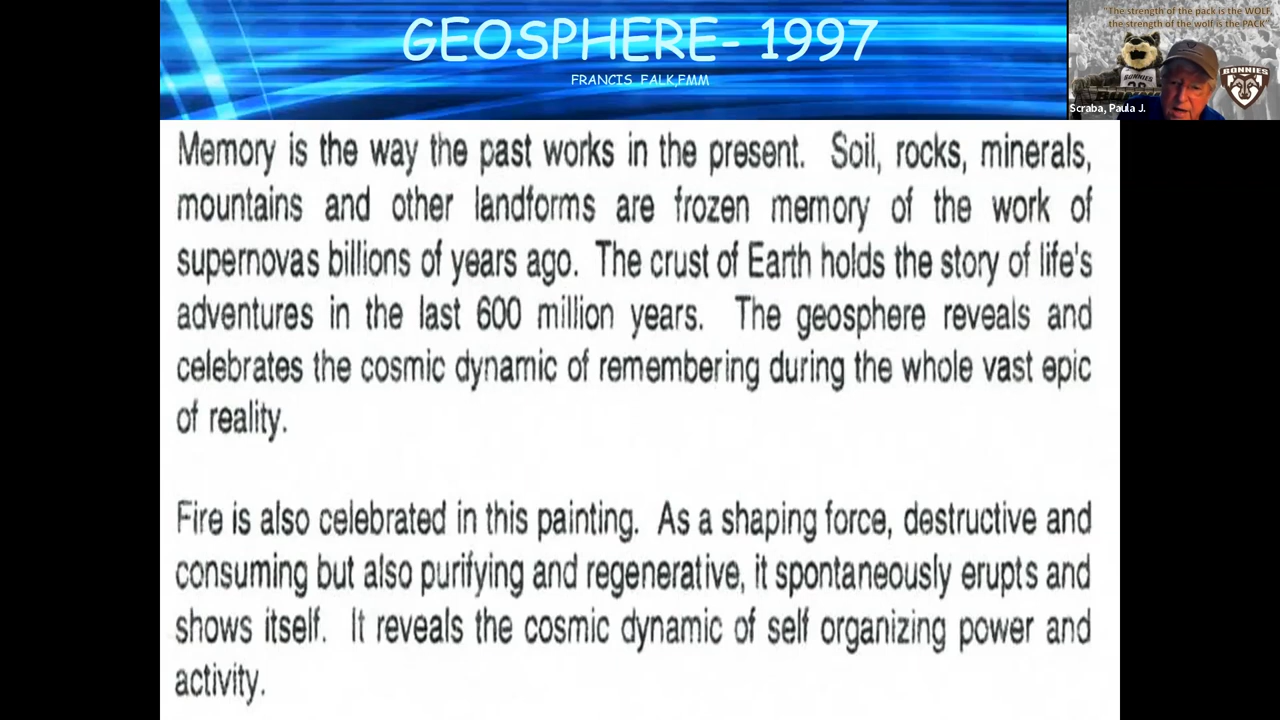 GEOSPHERE- 1997
FRANCIS FALK,FMM
"The strength of the pack is the WOLF,
the strength of the wolf is the PACK"
BONNIES
BONNIES
Scraba, Paula J.
Memory is the way the past works in the present. Soil, rocks, minerals,
mountains and other landforms are frozen memory of the work of
supernovas billions of years ago. The crust of Earth holds the story of life's
adventures in the last 600 million years. The geosphere reveals and
celebrates the cosmic dynamic of remembering during the whole vast epic
of reality.
Fire is also celebrated in this painting. As a shaping force, destructive and
consuming but also purifying and regenerative, it spontaneously erupts and
shows itself. It reveals the cosmic dynamic of self organizing power and
activity.